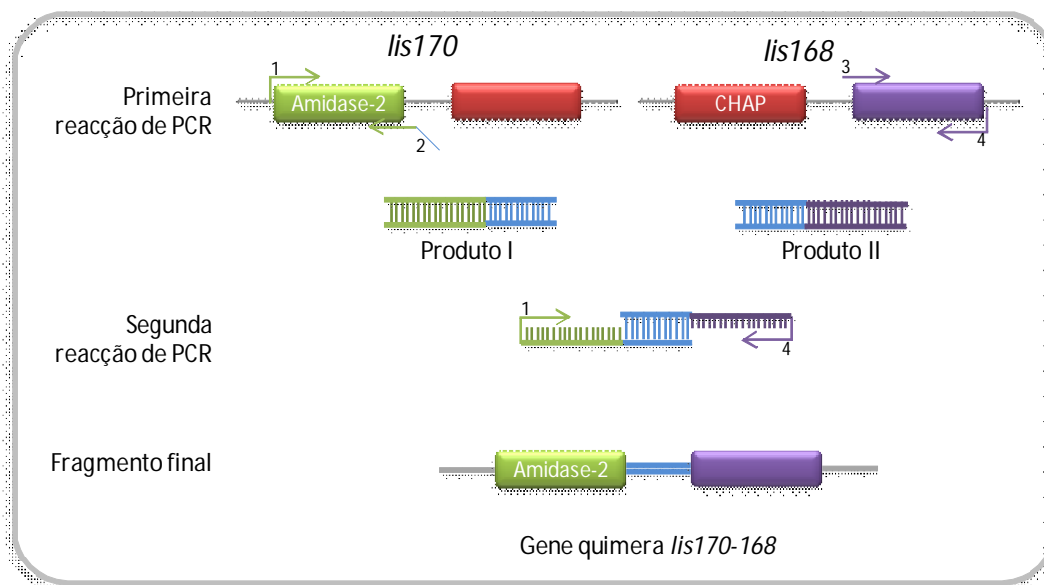 lis170
lis168
1
3
Primeira
reacção de PCR
Amidase-2
CHAP
2
4
Produto I
Produto II
1
Segunda
reacção de PCR
4
Fragmento final
Amidase-2
Gene quimera lis170-168